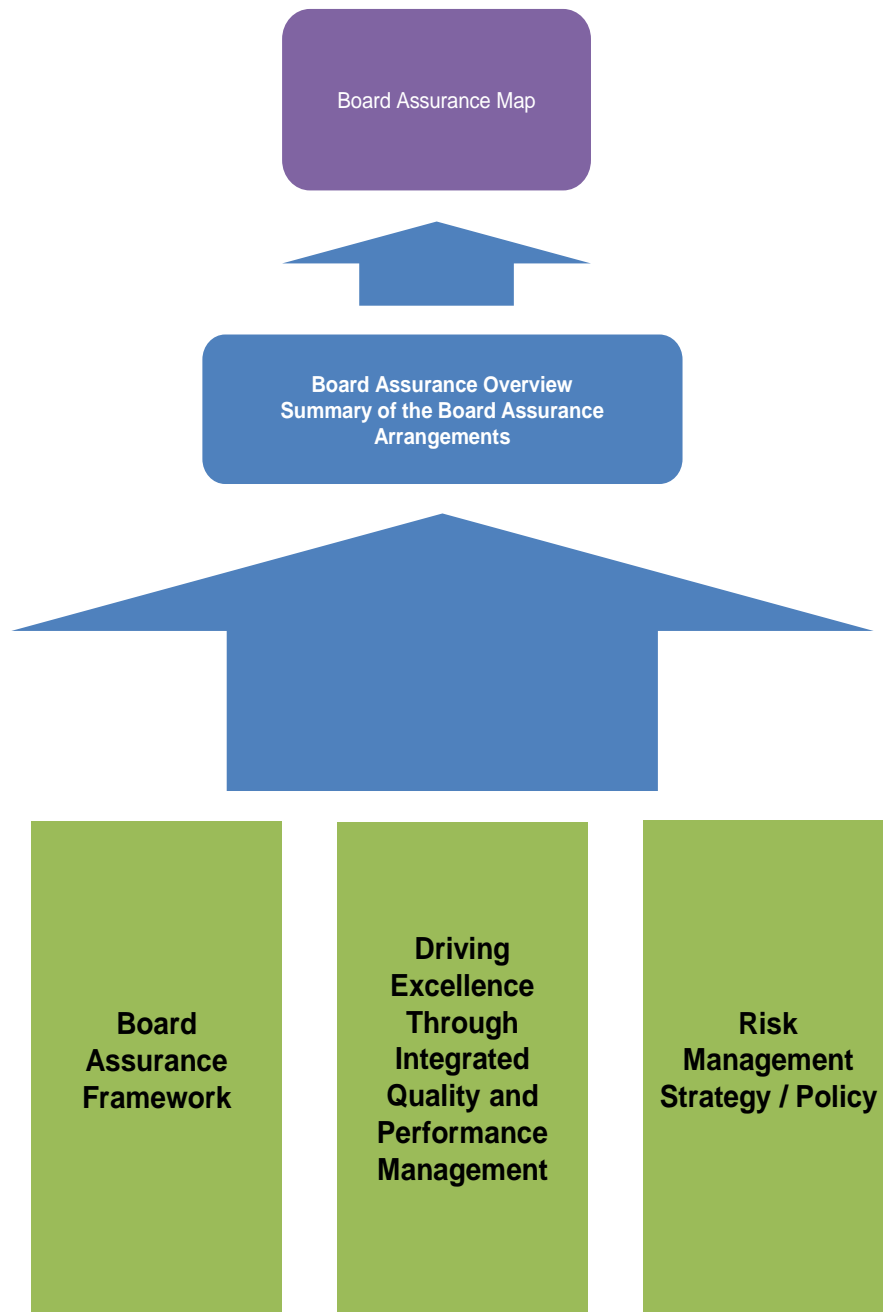 Board Assurance Map
Board Assurance Overview
Summary of the Board Assurance
Arrangements
Board
Assurance
Framework
Driving
Excellence
Through
Integrated
Quality and
Performance
Management
Risk
Management
Strategy / Policy